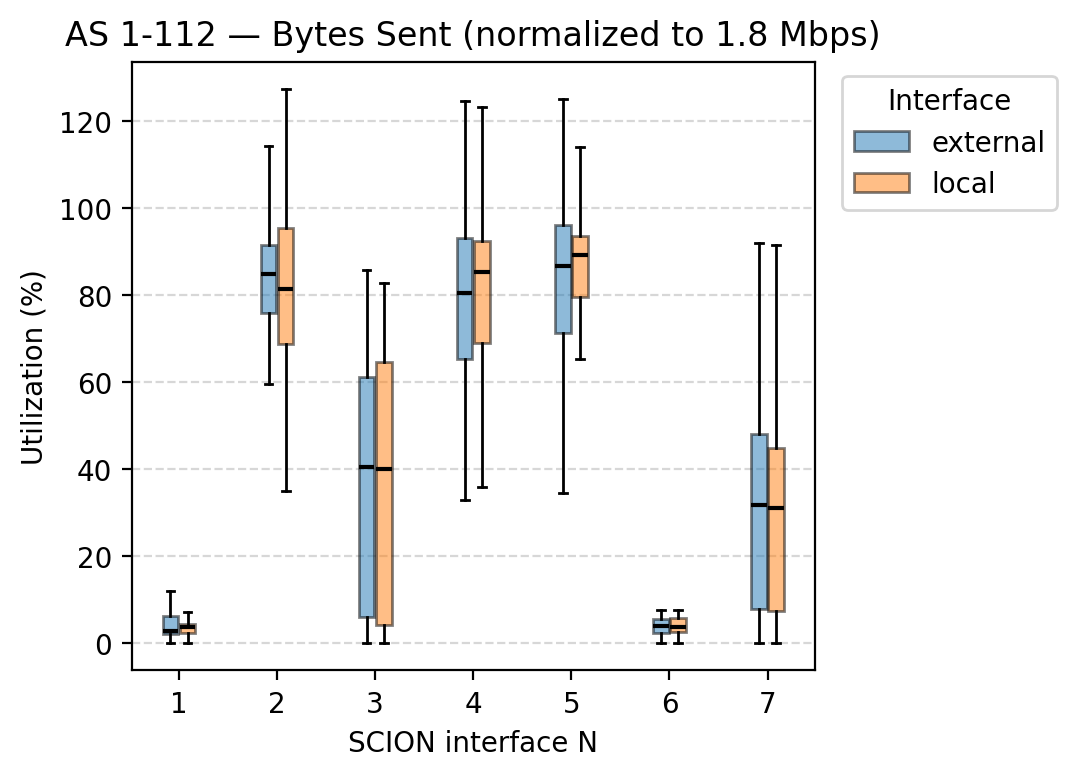 AS 1-112 — Bytes Sent (normalized to 1.8 Mbps)
Interface
external
local
Utilization (%)
120
100
80
60
40
20
0
1 2 3 4 5 6 7
SCION interface N